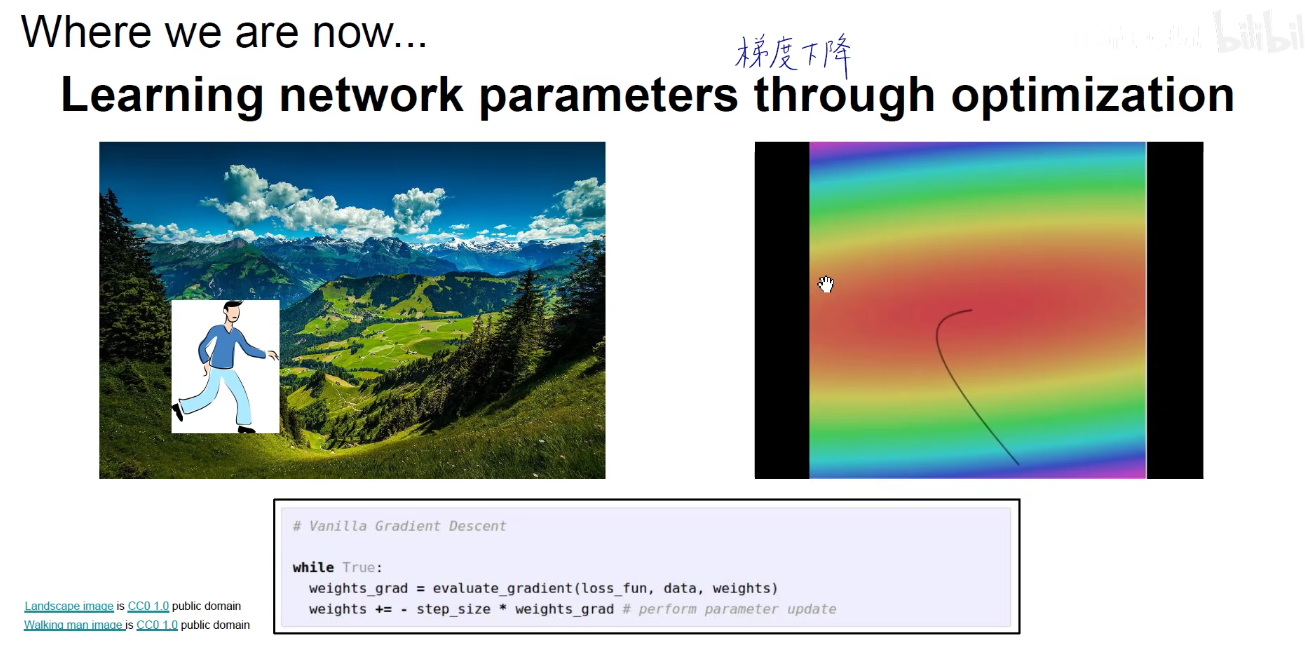 Where we are now...
梯度下降
Learning network parameters through optimization
# Vanilla Gradient Descent
while True:
weights_grad = evaluate_gradient(loss_fun, data, weights)
weights += - step_size * weights_grad # perform parameter update
Landscape image is CC0 1.0 public domain
Walking man image is CC0 1.0 public domain